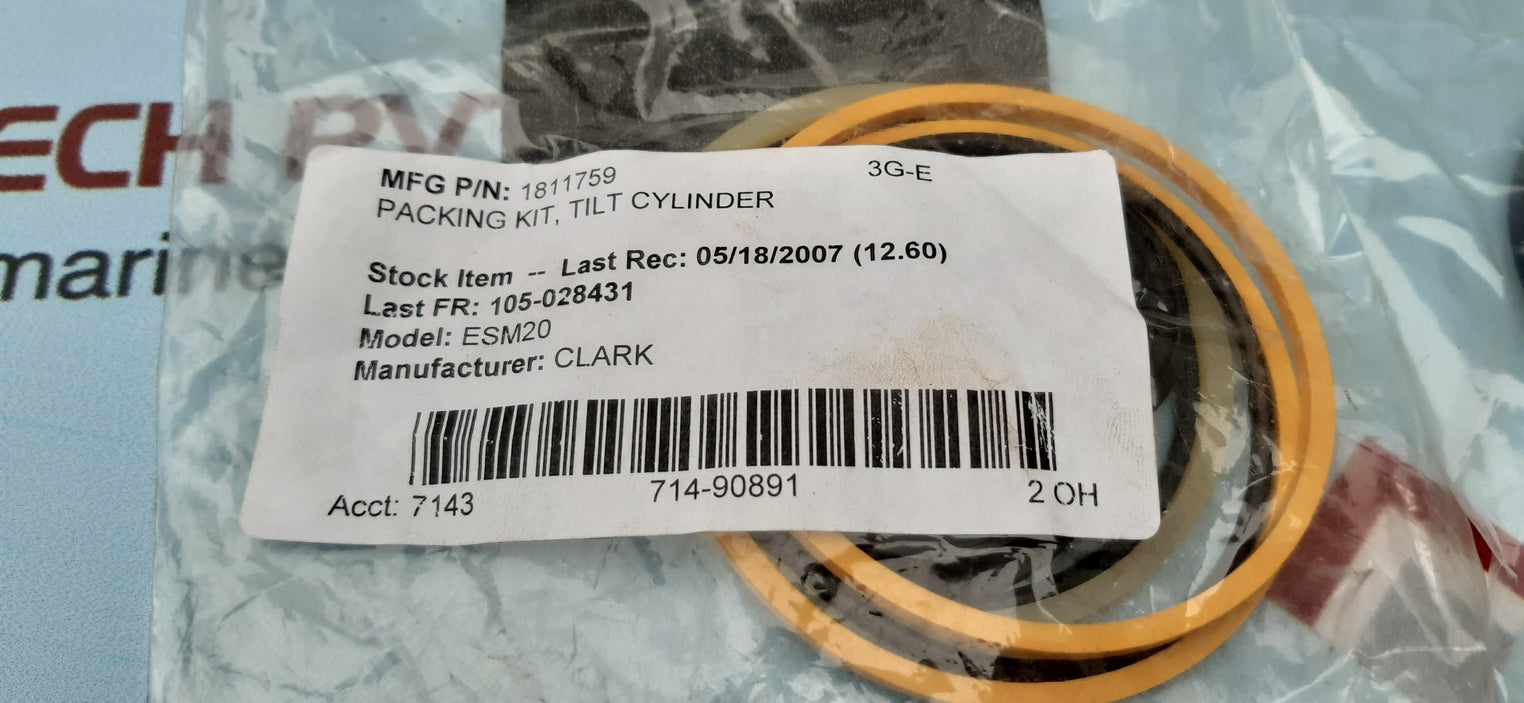 ECH PVT
marine
MFG P/N: 1811759
3G-E
PACKING KIT, TILT CYLINDER
Stock Item -- Last Rec: 05/18/2007 (12.60)
Last FR: 105-028431
Model: ESM20
Manufacturer: CLARK
Acct: 7143
714-90891
2 OH